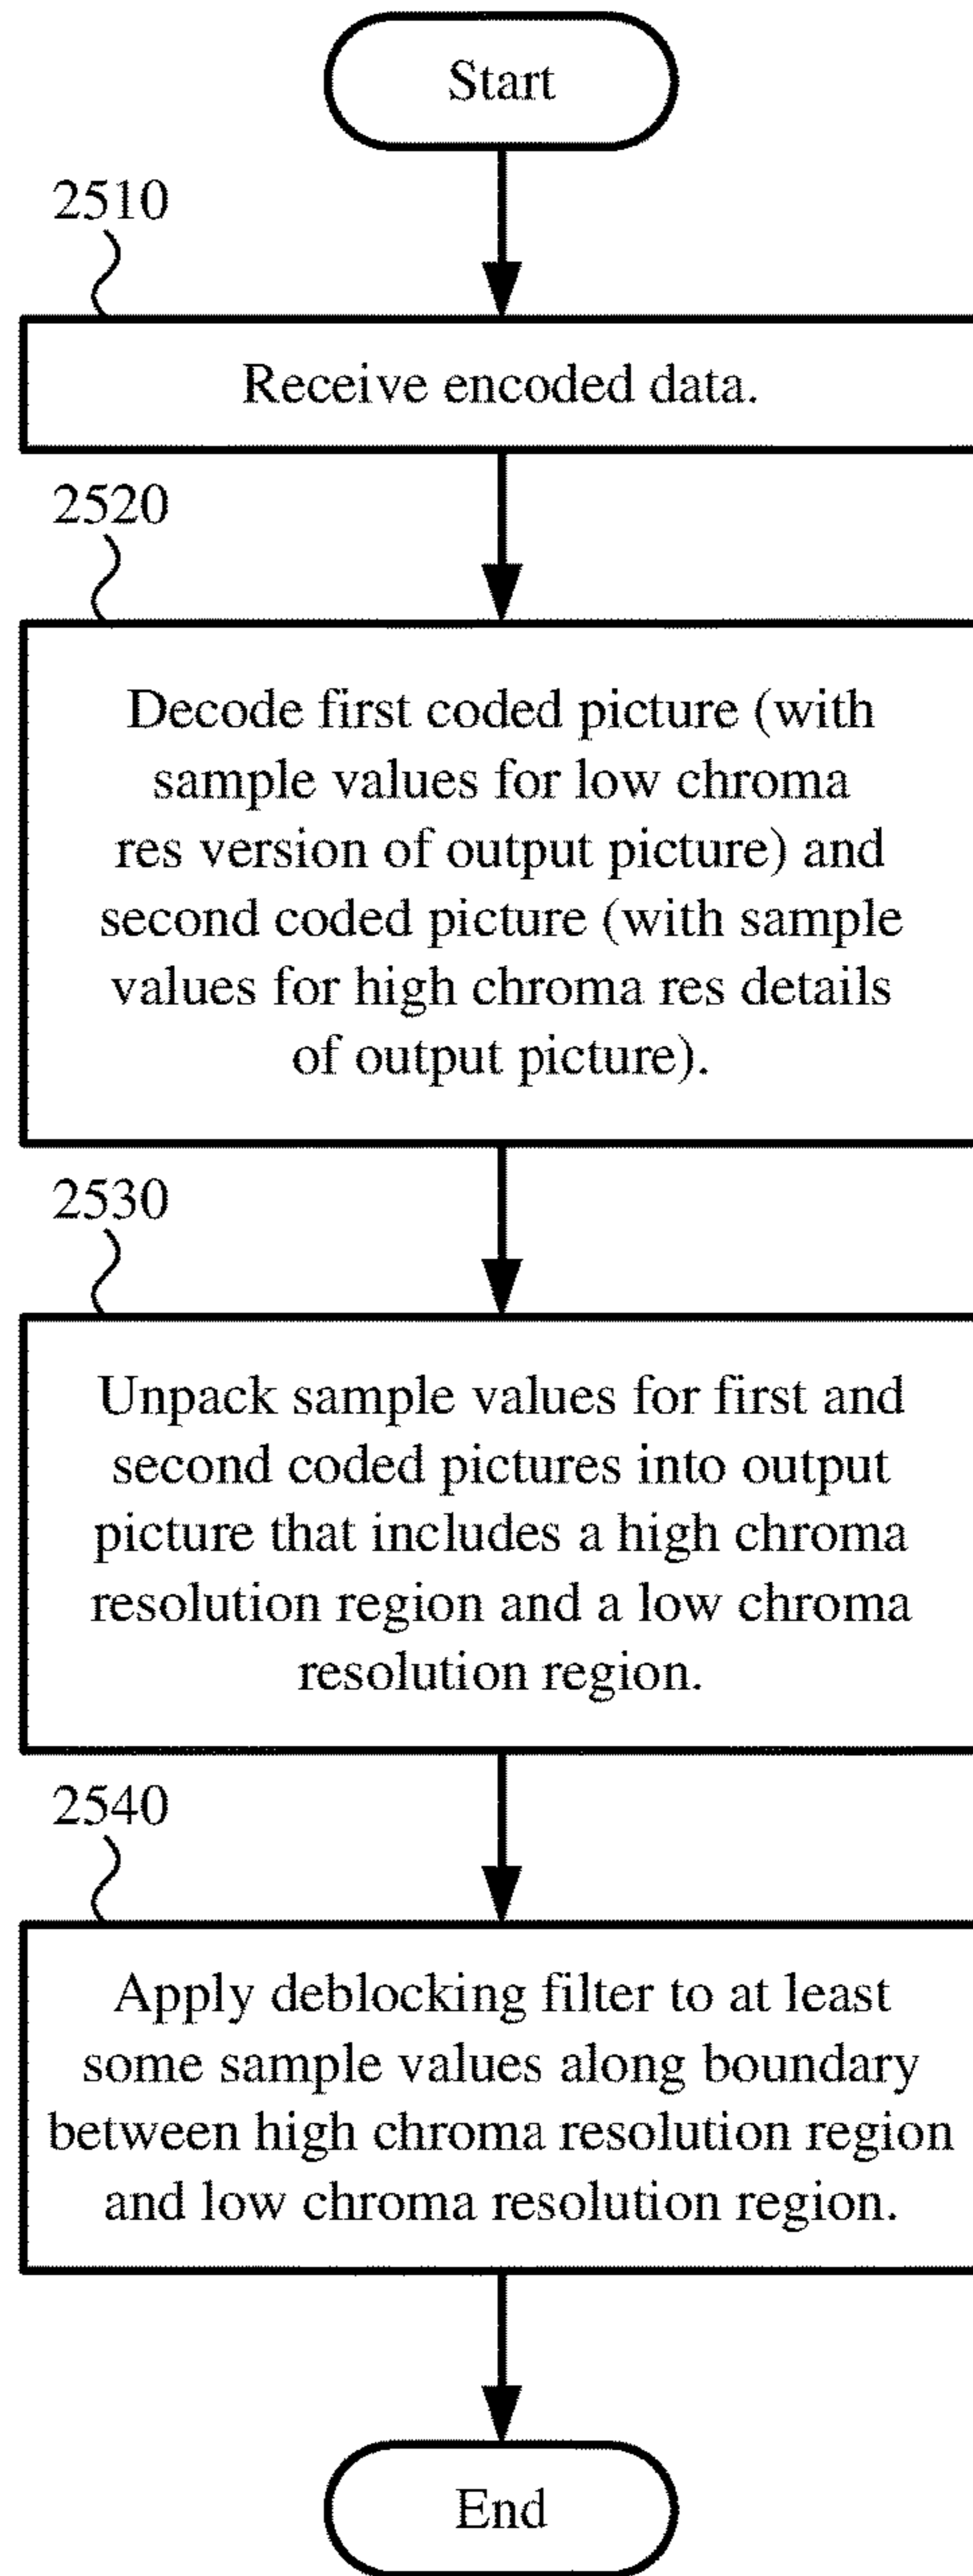 Start
2510
Receive encoded data.
2520
Decode first coded picture (with
sample values for low chroma
res version of output picture) and
second coded picture (with sample
values for high chroma res details
of output picture).
2530
Unpack sample values for first and
second coded pictures into output
picture that includes a high chroma
resolution region and a low chroma
resolution region.
2540
Apply deblocking filter to at least
some sample values along boundary
between high chroma resolution region
and low chroma resolution region.
End